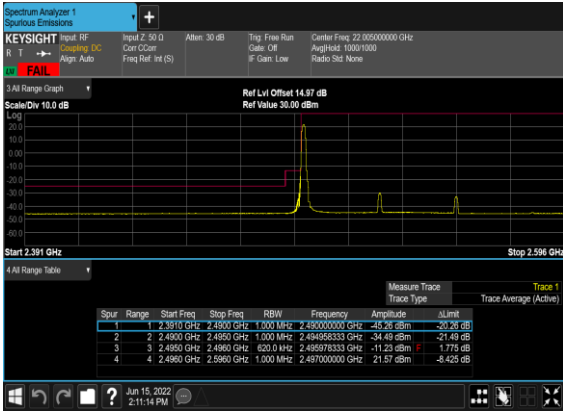 Spectrum Analyzer 1
Spurious Emissions
+
KEYSIGHT
R T
Input: RF
Coupling: DC
Align: Auto
Input Z: 50 Ω
Corr CCorr
Freq Ref: Int (S)
Atten: 30 dB
Trig: Free Run
Gate: Off
IF Gain: Low
Center Freq: 22.005000000 GHz
Avg|Hold: 1000/1000
Radio Std: None
FAIL
3 All Range Graph
Scale/Div 10.0 dB
Ref Lvl Offset 14.97 dB
Ref Value 30.00 dBm
Log
20.0
10.0
0.00
-10.0
-20.0
-30.0
-40.0
-50.0
-60.0
Start 2.391 GHz
Stop 2.596 GHz
4 All Range Table
Measure Trace Trace 1
Trace Type Trace Average (Active)
Spur Range Start Freq Stop Freq RBW Frequency Amplitude ΔLimit
1 1 2.3910 GHz 2.4900 GHz 1.000 MHz 2.490000000 GHz -45.26 dBm -20.26 dB
2 2 2.4900 GHz 2.4950 GHz 1.000 MHz 2.494958333 GHz -34.49 dBm -21.49 dB
3 3 2.4950 GHz 2.4960 GHz 620.0 kHz 2.495978333 GHz -11.23 dBm F 1.775 dB
4 4 2.4960 GHz 2.5960 GHz 1.000 MHz 2.497000000 GHz 21.57 dBm -8.425 dB
?
Jun 15, 2022
2:11:14 PM